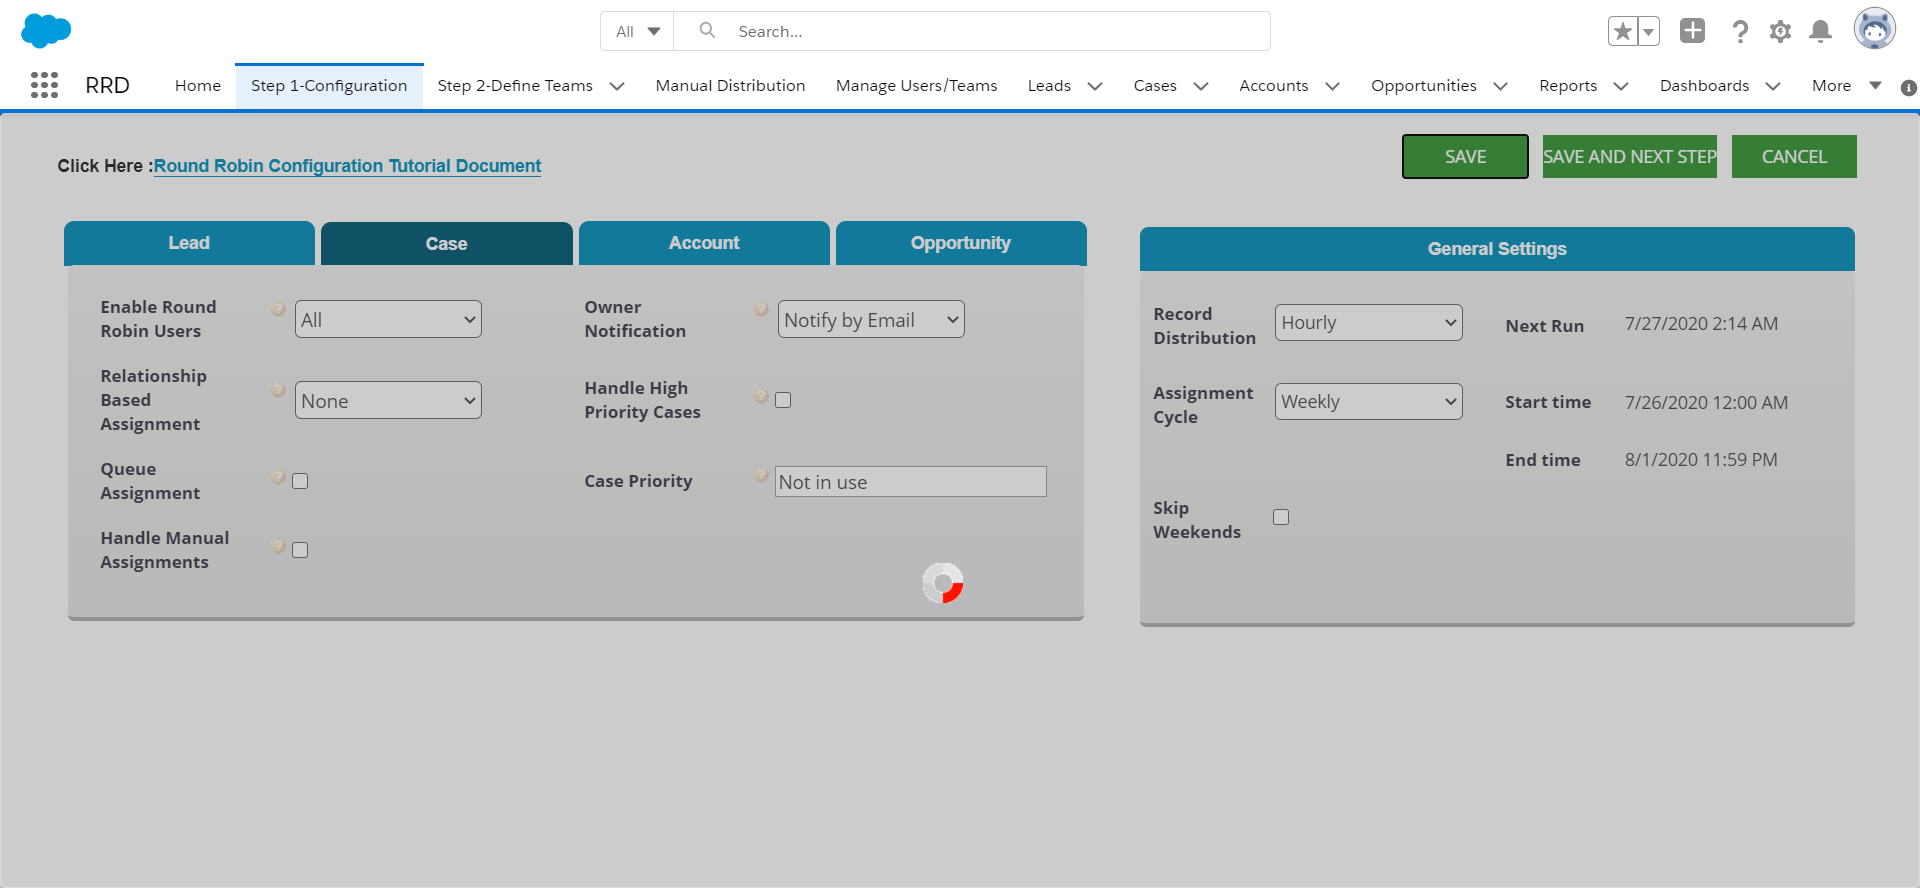 All
Search...
RRD
Home
Step 1-Configuration
Step 2-Define Teams
Manual Distribution
Manage Users/Teams
Leads
Cases
Accounts
Opportunities
Reports
Dashboards
More
Click Here :Round Robin Configuration Tutorial Document
SAVE
SAVE AND NEXT STEP
CANCEL
Lead
Case
Account
Opportunity
Enable Round
Robin Users
All
Owner
Notification
Notify by Email
Relationship
Based
Assignment
None
Handle High
Priority Cases
Queue
Assignment
Case Priority
Not in use
Handle Manual
Assignments
General Settings
Record
Distribution
Hourly
Next Run
7/27/2020 2:14 AM
Assignment
Cycle
Weekly
Start time
7/26/2020 12:00 AM
End time
8/1/2020 11:59 PM
Skip
Weekends